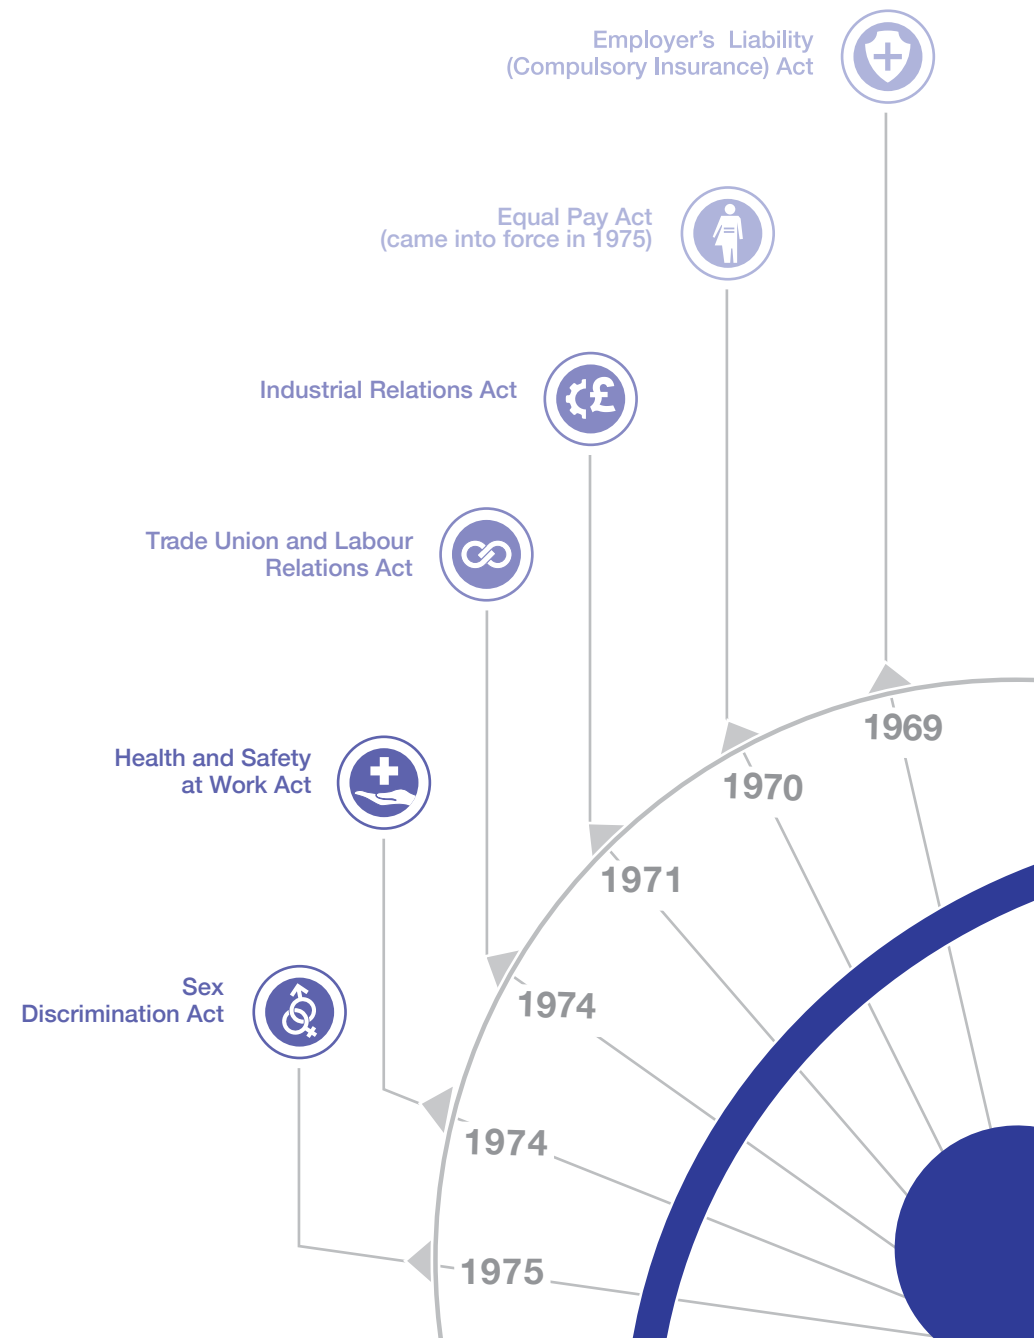 Employer’s  Liability
(Compulsory Insurance) Act
Equal Pay Act
(came into force in 1975)
Industrial Relations Act
Trade Union and Labour
Relations Act
Health and Safety
at Work Act
Sex
Discrimination Act
1969
1970
1971
1974
1974
1975